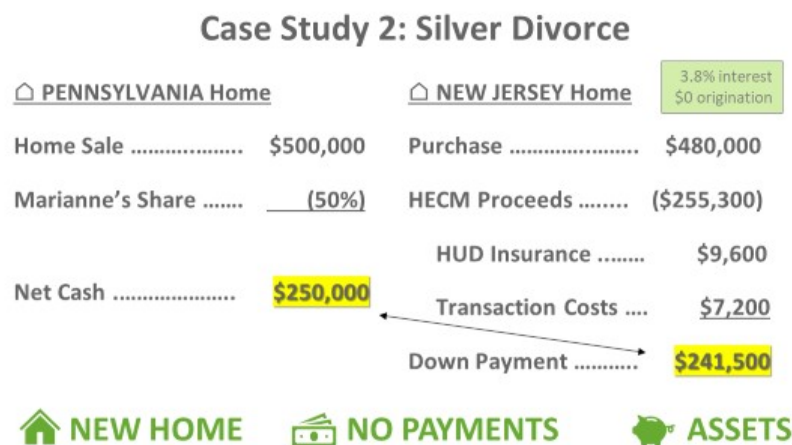 Case Study 2: Silver Divorce
3.8% interest
$0 origination
PENNSYLVANIA Home
Home Sale ...................... $500,000
Marianne's Share ....... (50%)
Net Cash ..................... $250,000
NEW JERSEY Home
Purchase ....................... $480,000
HECM Proceeds ........ ($255,300)
HUD Insurance ........ $9,600
Transaction Costs .... $7,200
Down Payment ........... $241,500
NEW HOME
NO PAYMENTS
ASSETS